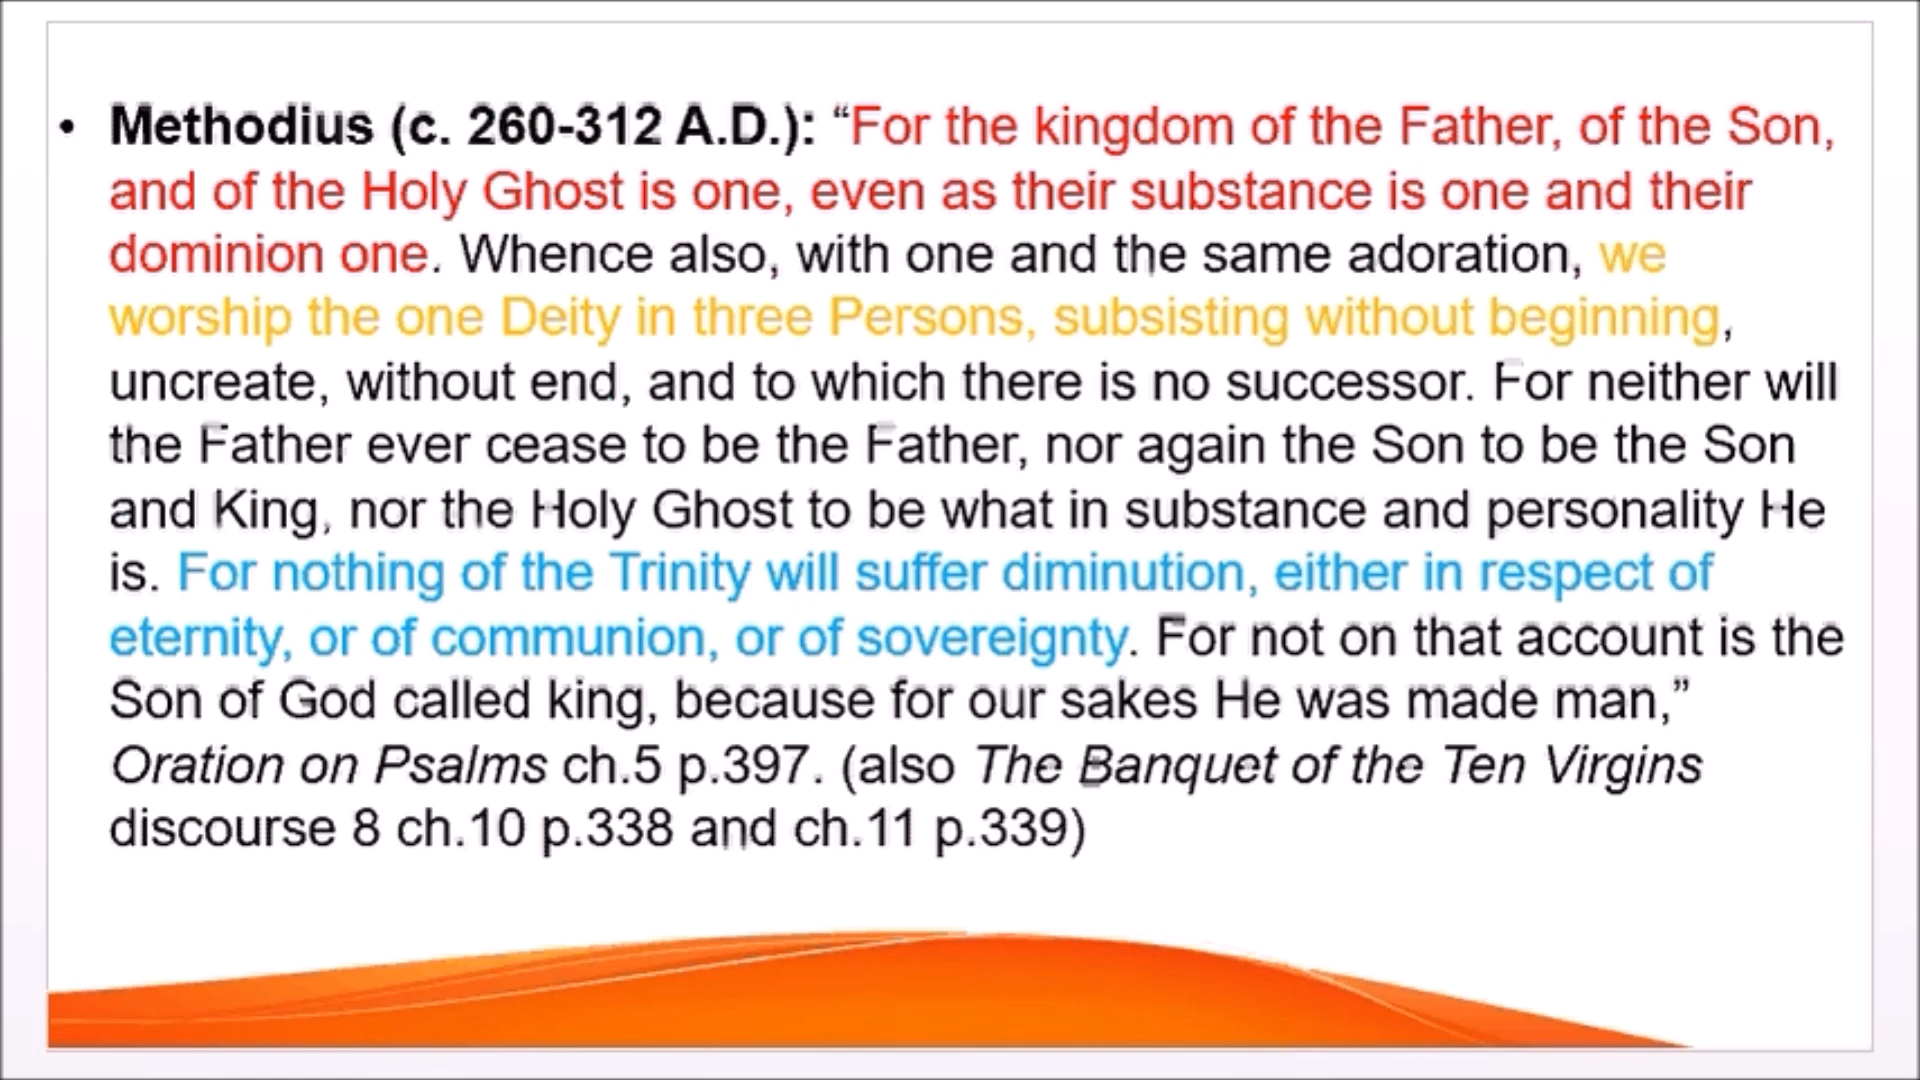 • Methodius (c. 260-312 A.D.): “For the kingdom of the Father, of the Son,
and of the Holy Ghost is one, even as their substance is one and their
dominion one. Whence also, with one and the same adoration, we
worship the one Deity in three Persons, subsisting without beginning,
uncreate, without end, and to which there is no successor. For neither will
the Father ever cease to be the Father, nor again the Son to be the Son
and King, nor the Holy Ghost to be what in substance and personality He
is. For nothing of the Trinity will suffer diminution, either in respect of
eternity, or of communion, or of sovereignty. For not on that account is the
Son of God called king, because for our sakes He was made man,”
Oration on Psalms ch.5 p.397. (also The Banquet of the Ten Virgins
discourse 8 ch.10 p.338 and ch.11 p.339)